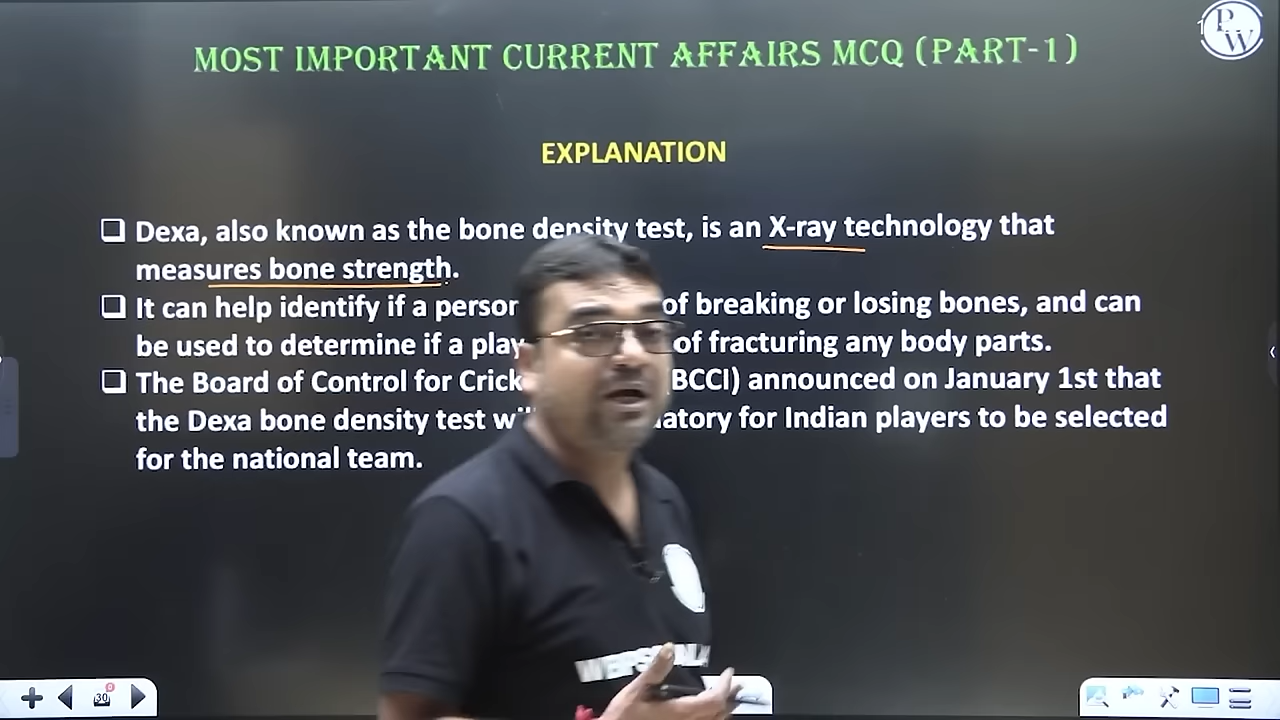 MOST IMPORTANT CURRENT AFFAIRS MCQ (PART-1)
PW
EXPLANATION
Dexa, also known as the bone density test, is an X-ray technology that
measures bone strength.
It can help identify if a person of breaking or losing bones, and can
be used to determine if a play of fracturing any body parts.
The Board of Control for Crick BCCI) announced on January 1st that
the Dexa bone density test wil atory for Indian players to be selected
for the national team.
30